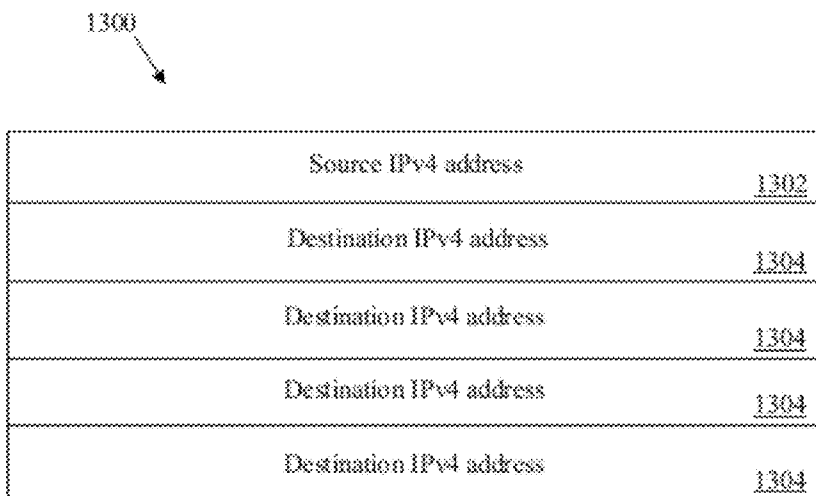 1300
Source IPv4 address
1302
Destination IPv4 address
1304
Destination IPv4 address
1304
Destination IPv4 address
1304
Destination IPv4 address
1304